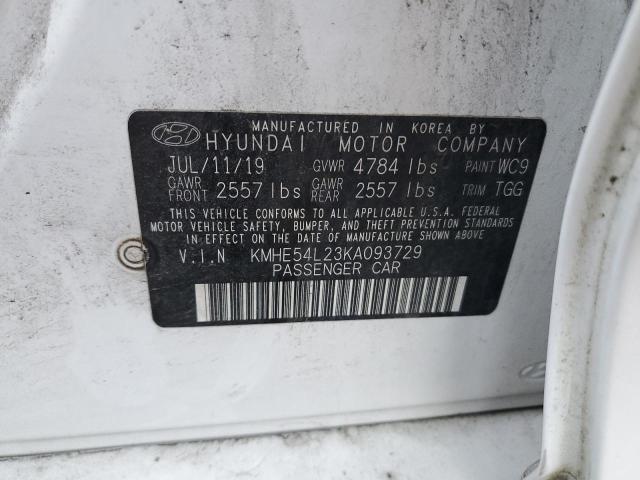 MANUFACTURED IN KOREA BY
HYUNDAI MOTOR COMPANY
JUL/11/19 GVWR 4784 lbs PAINT WC9
GAWR FRONT 2557 lbs GAWR REAR 2557 lbs TRIM TGG
THIS VEHICLE CONFORMS TO ALL APPLICABLE U.S.A. FEDERAL
MOTOR VEHICLE SAFETY, BUMPER, AND THEFT PREVENTION STANDARDS
IN EFFECT ON THE DATE OF MANUFACTURE SHOWN ABOVE
V.I.N KMHE54L23KA093729
PASSENGER CAR